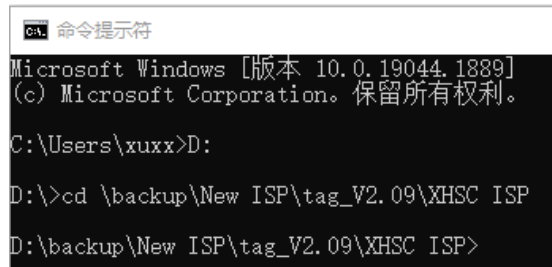 命令提示符
Microsoft Windows [版本 10.0.19044.1889]
(c) Microsoft Corporation。保留所有权利。
C:\Users\xuxx>D:
D:\>cd \backup\New ISP\tag_V2.09\XHSC ISP
D:\backup\New ISP\tag_V2.09\XHSC ISP>